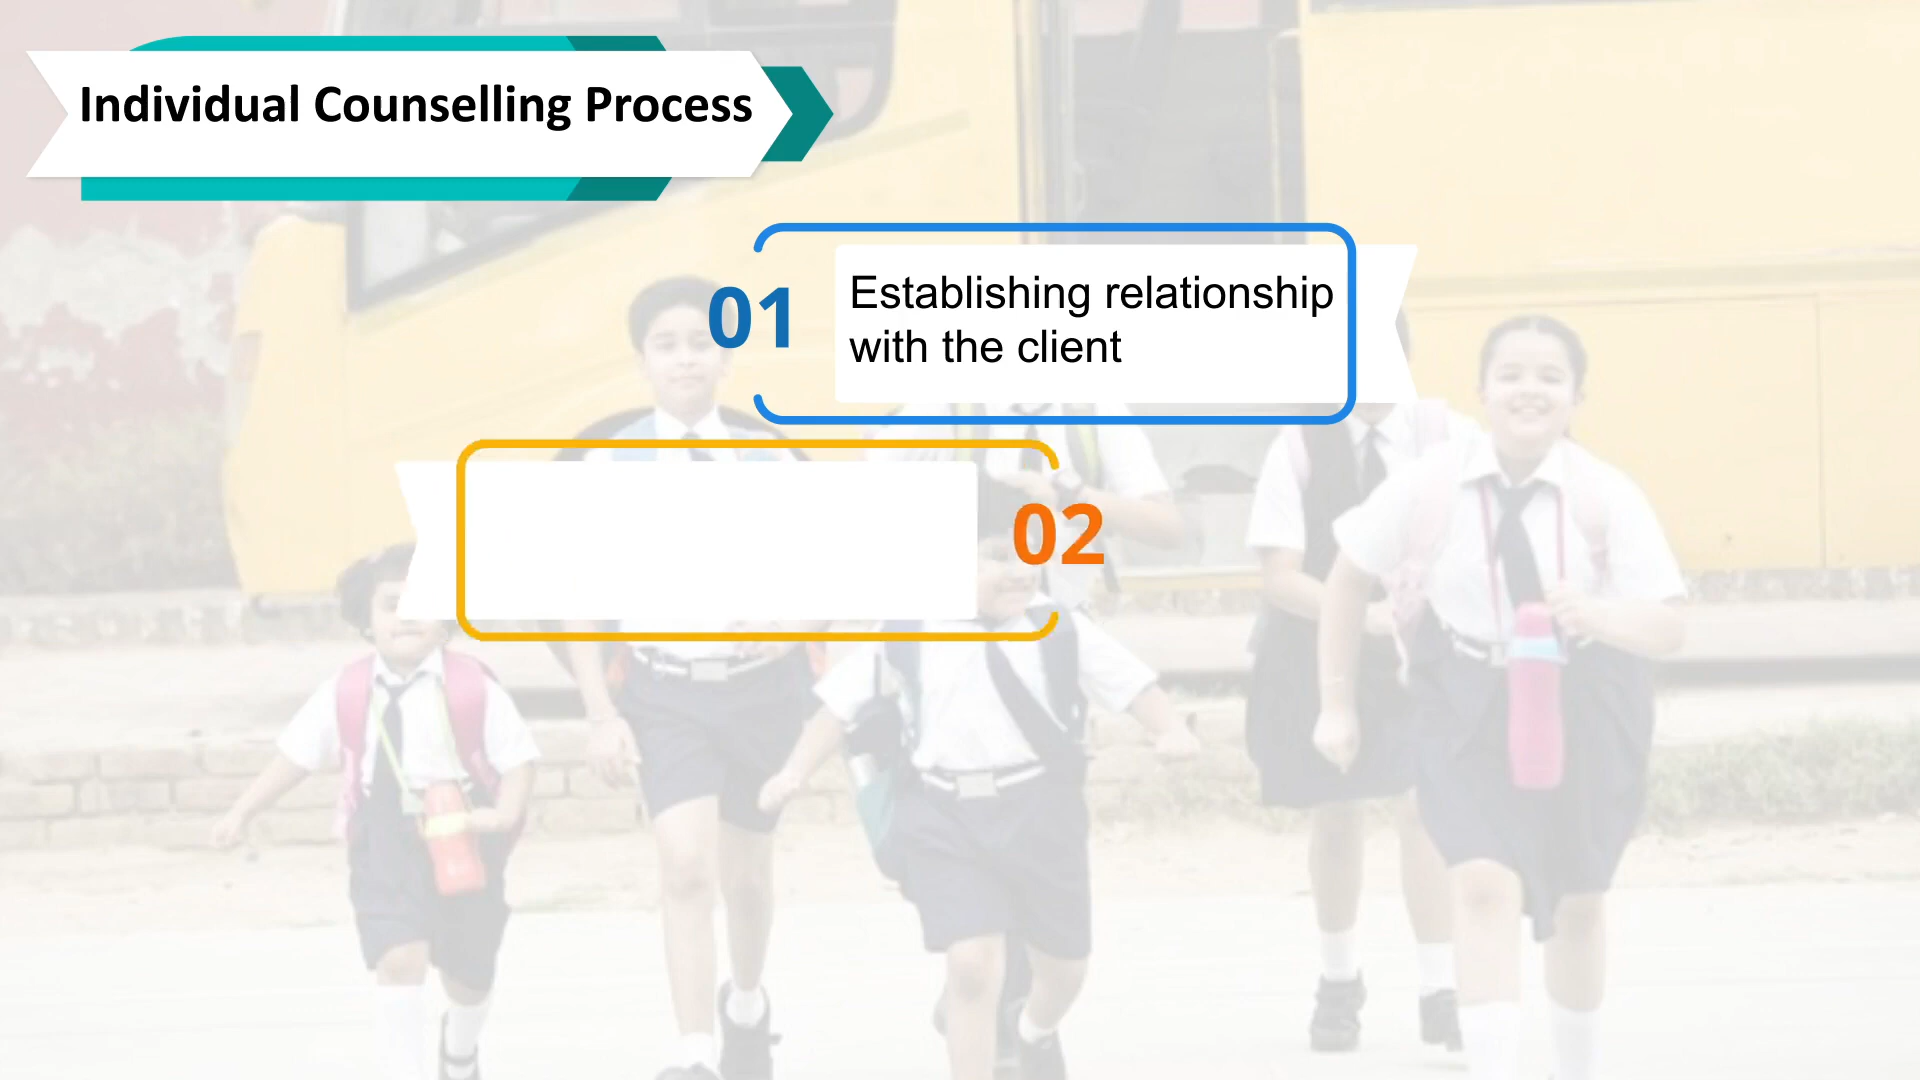 Individual Counselling Process
01
Establishing relationship
with the client
02